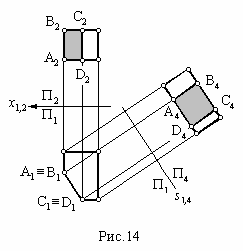 B₂ C₂
A₂
D₂
B₄
C₄
A₄
D₄
x₁,₂
П₂
П₁
A₁≡B₁
C₁≡D₁
П₄
П₁
s₁,₄
Рис.14